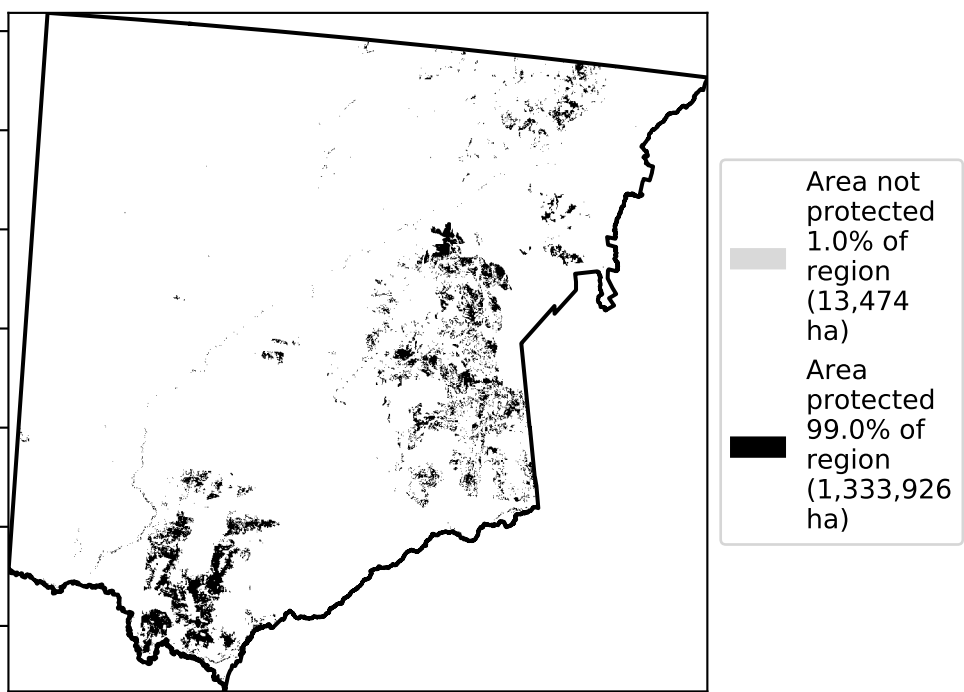 Area not
protected
1.0% of
region
(13,474
ha)
Area
protected
99.0% of
region
(1,333,926
ha)